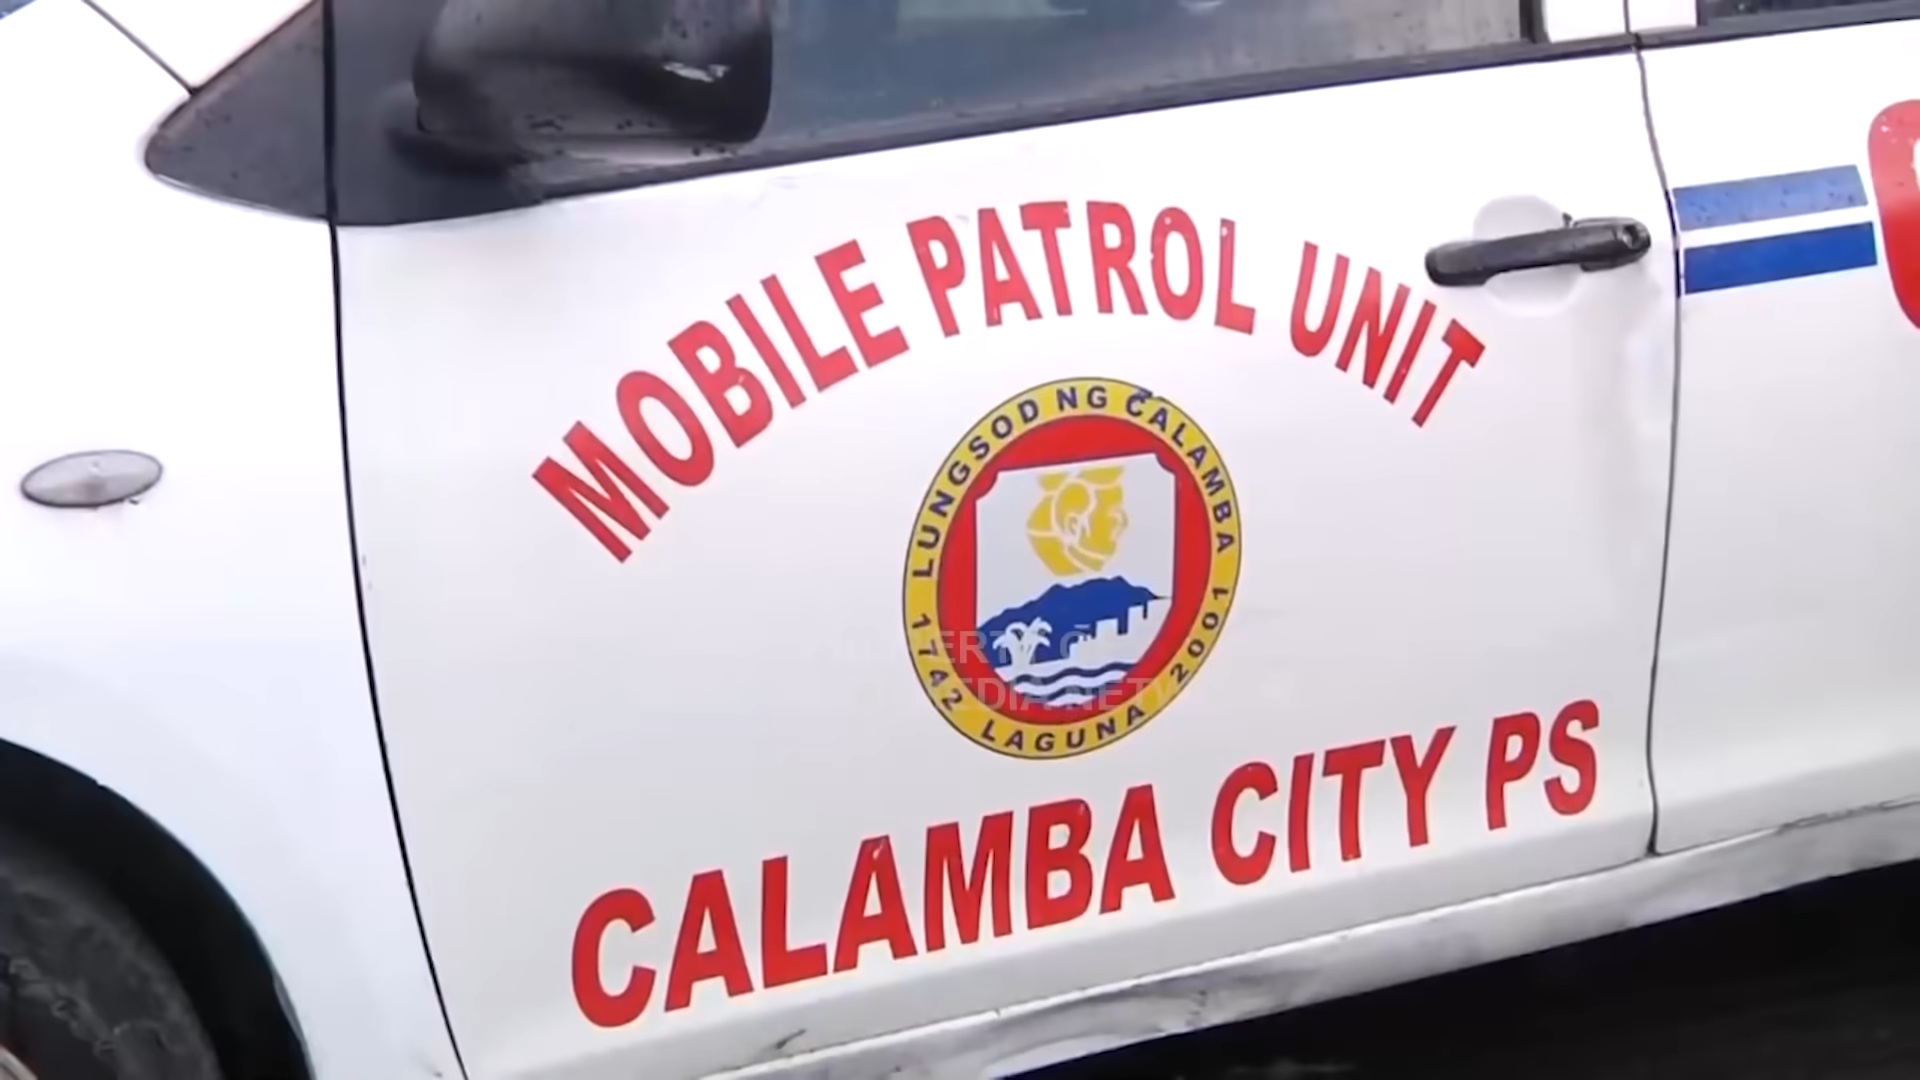 MOBILE PATROL UNIT
LUNGSOD NG CALAMBA
1742 LAGUNA 2001
CALAMBA CITY PS